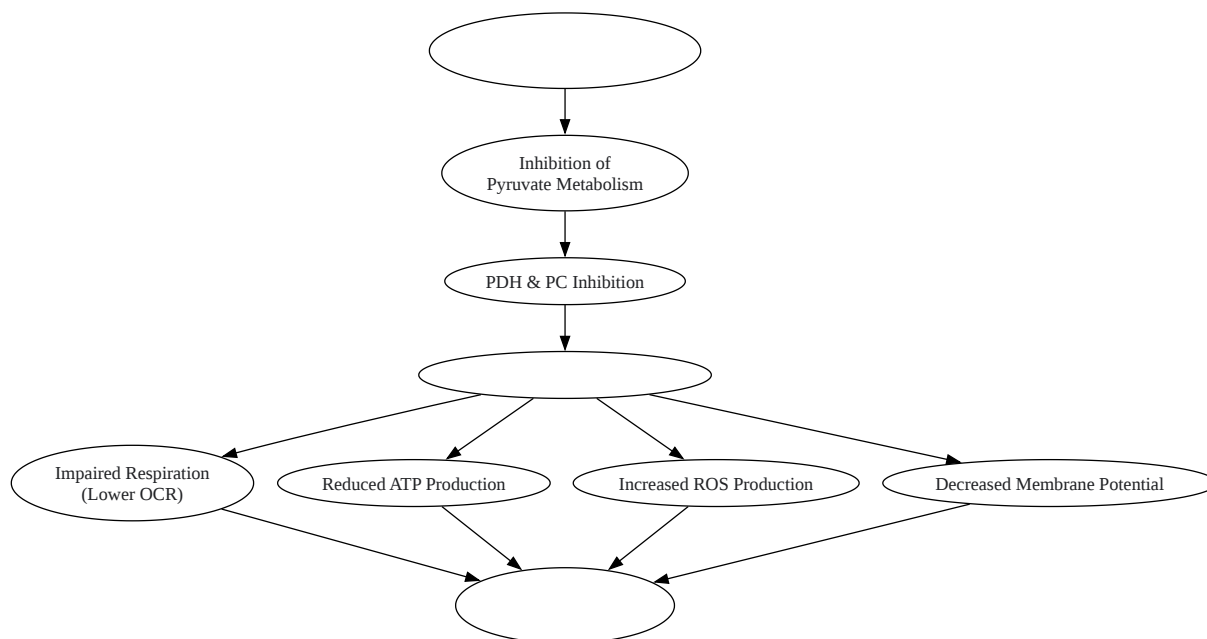 Inhibition of
Pyruvate Metabolism
PDH & PC Inhibition
Impaired Respiration
(Lower OCR)
Reduced ATP Production
Increased ROS Production
Decreased Membrane Potential